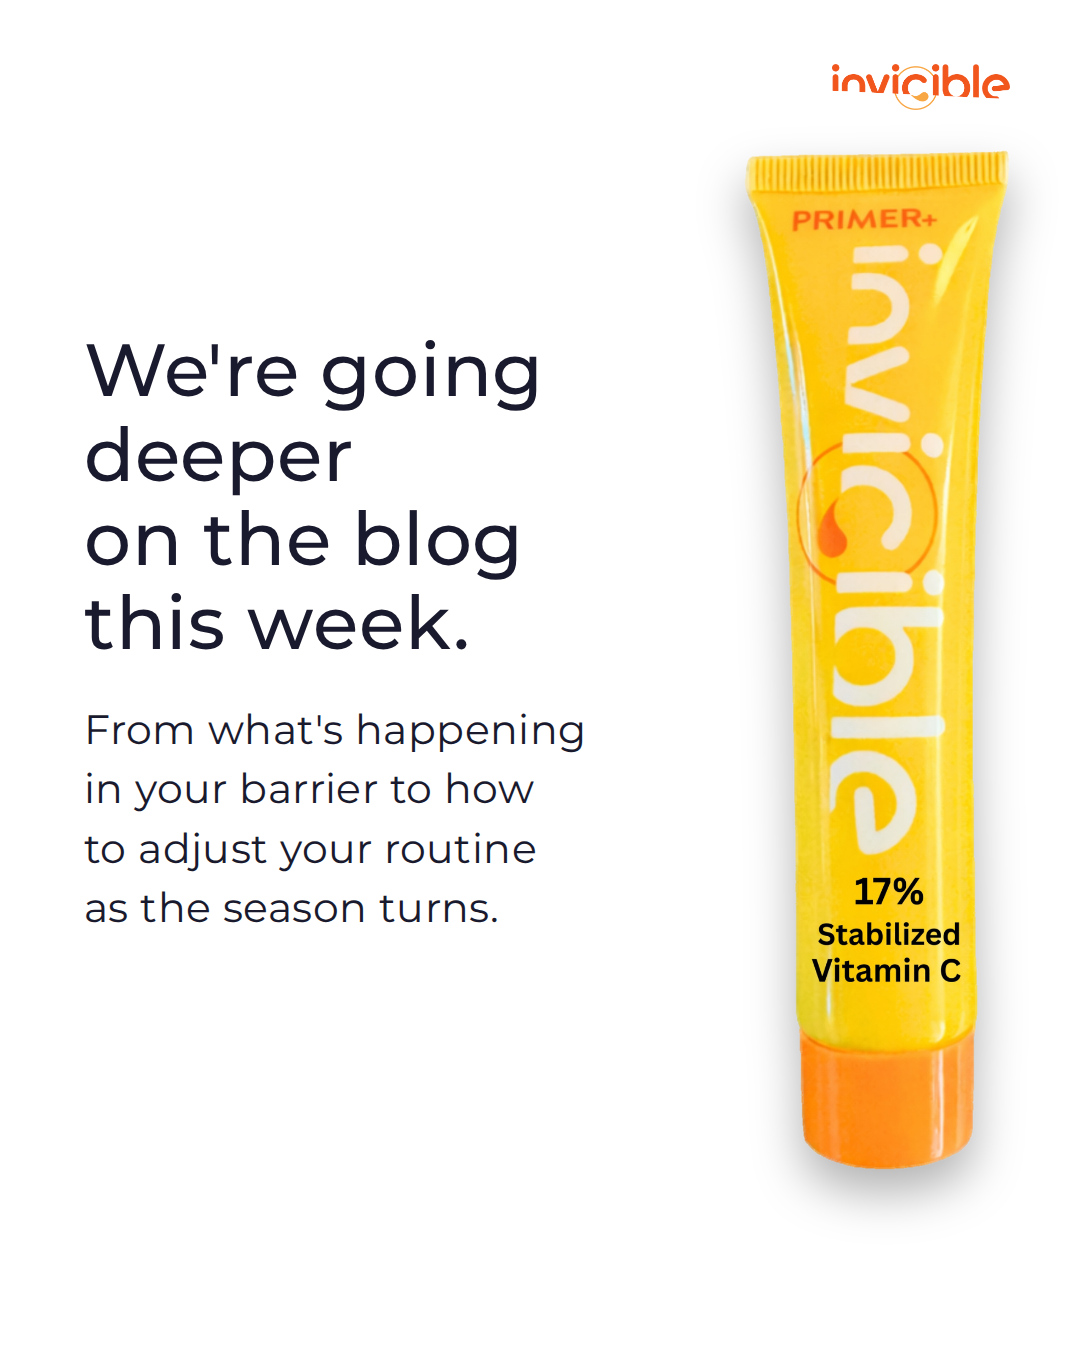 invicible
We're going
deeper
on the blog
this week.
From what's happening
in your barrier to how
to adjust your routine
as the season turns.
PRIMER+
invicible
17%
Stabilized
Vitamin C